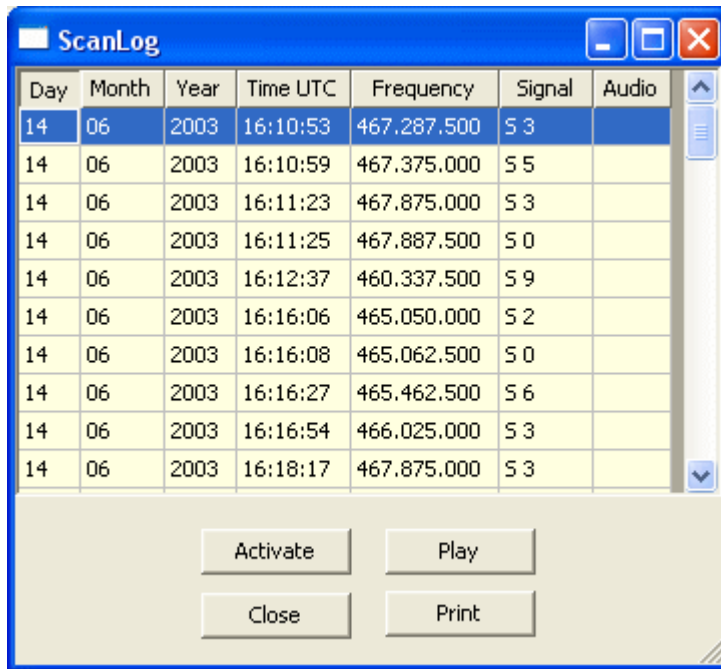 ScanLog
Day Month Year Time UTC Frequency Signal Audio
14 06 2003 16:10:53 467.287.500 S 3
14 06 2003 16:10:59 467.375.000 S 5
14 06 2003 16:11:23 467.875.000 S 3
14 06 2003 16:11:25 467.887.500 S 0
14 06 2003 16:12:37 460.337.500 S 9
14 06 2003 16:16:06 465.050.000 S 2
14 06 2003 16:16:08 465.062.500 S 0
14 06 2003 16:16:27 465.462.500 S 6
14 06 2003 16:16:54 466.025.000 S 3
14 06 2003 16:18:17 467.875.000 S 3
Activate Play
Close Print